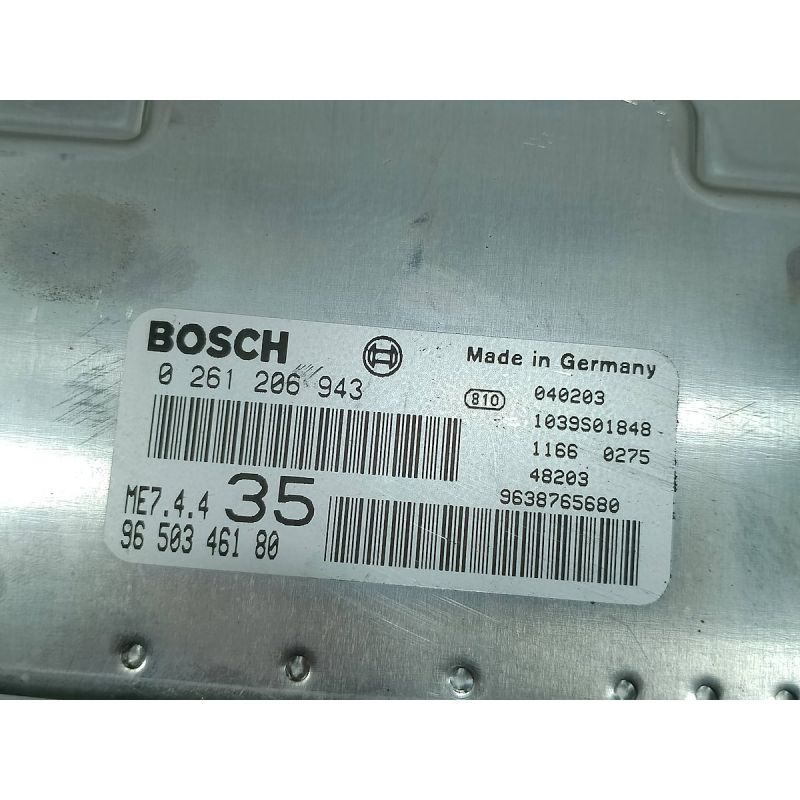 BOSCH
0 261 206 943
ME7.4.4 35
96 503 461 80
Made in Germany
810 040203
1039S01848
1166 0275
48203
9638765680